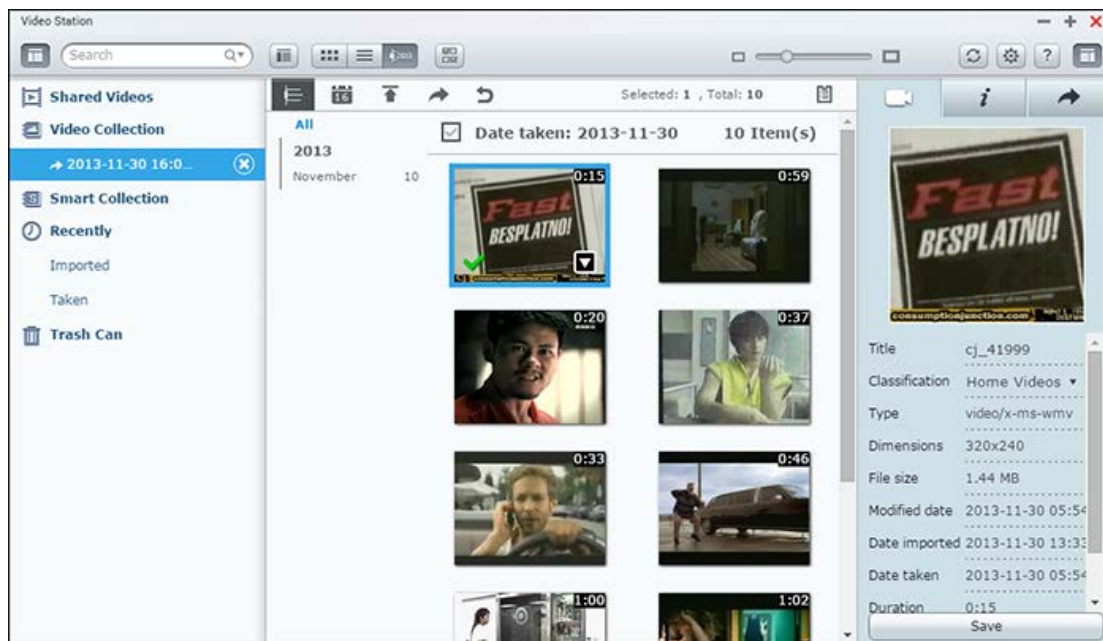 Video Station
Search
2013
Shared Videos
Video Collection
2013-11-30 16:0...
Smart Collection
Recently
Imported
Taken
Trash Can
16
Selected: 1 , Total: 10
All
2013
November 10
Date taken: 2013-11-30 10 Item(s)
0:15
Fast
BESPLATNO!
0:59
0:20
0:37
0:33
0:46
1:00
1:02
?
i
Fast
BESPLATNO!
consumptionjunction.com
Title cj_41999
Classification Home Videos
Type video/x-ms-wmv
Dimensions 320x240
File size 1.44 MB
Modified date 2013-11-30 05:54
Date imported 2013-11-30 13:33
Date taken 2013-11-30 05:54
Duration 0:15
Save